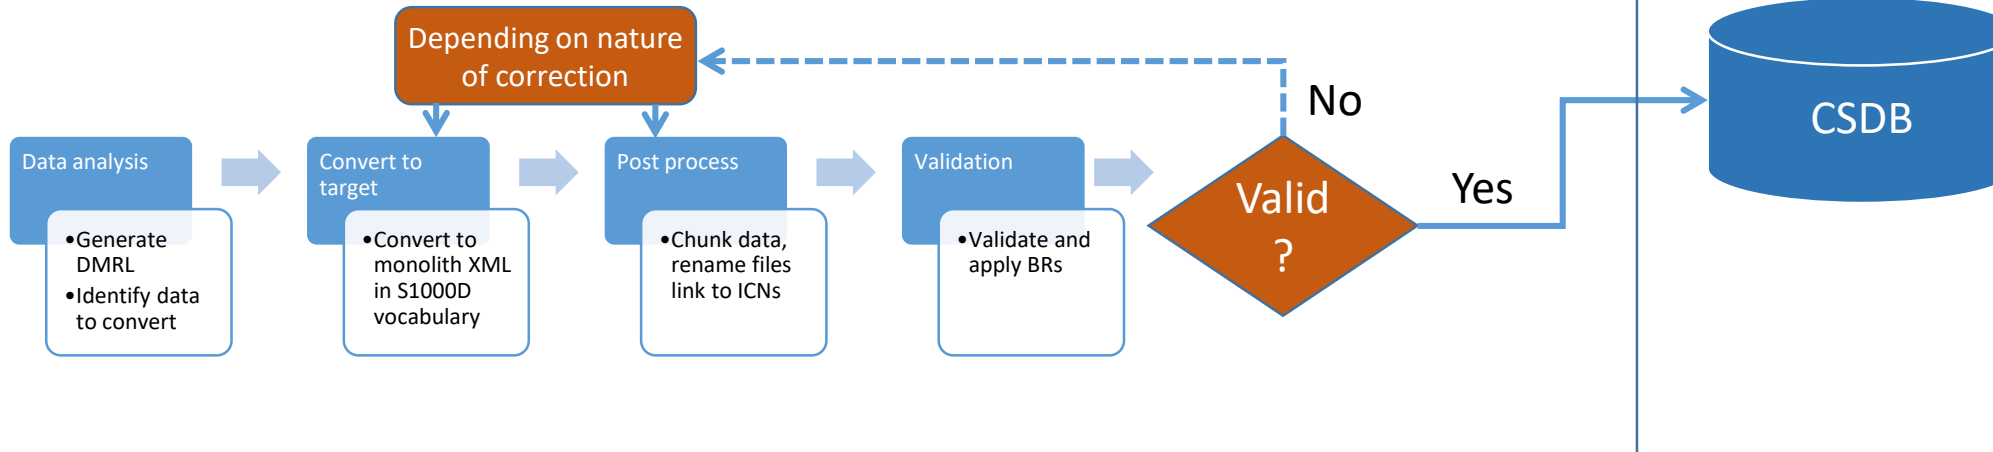 Depending on nature
of correction
No
CSDB
Data analysis
Convert to
target
Post process
Validation
Valid
?
Yes
•Generate
DMRL
•Identify data
to convert
•Convert to
monolith XML
in S1000D
vocabulary
•Chunk data,
rename files
link to ICNs
•Validate and
apply BRs